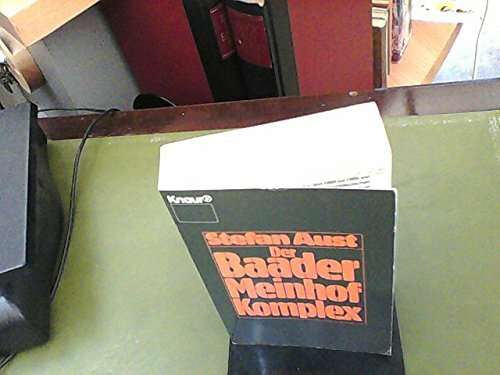 Knaur®
Stefan Aust
Der
Baader
Meinhof
Komplex